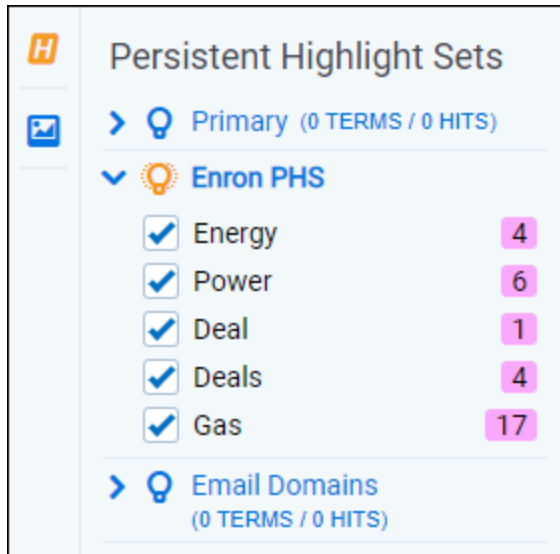 H
Persistent Highlight Sets
Primary (0 TERMS / 0 HITS)
Enron PHS
Energy 4
Power 6
Deal 1
Deals 4
Gas 17
Email Domains
(0 TERMS / 0 HITS)